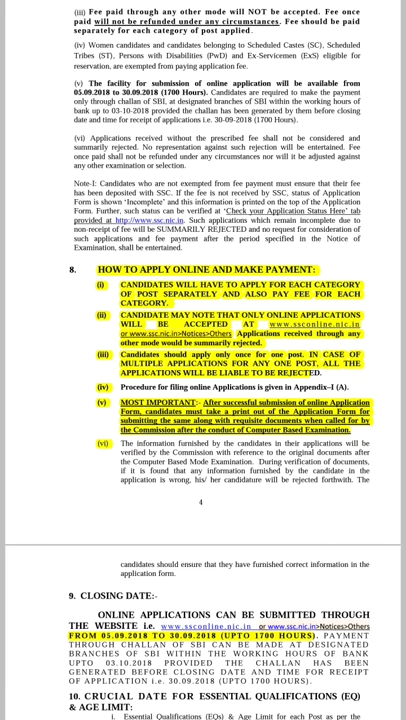 (iii) Fee paid through any other mode will NOT be accepted. Fee once
paid will not be refunded under any circumstances. Fee should be paid
separately for each category of post applied.
(iv) Women candidates and candidates belonging to Scheduled Castes (SC), Scheduled
Tribes (ST), Persons with Disabilities (PwD) and Ex-Servicemen (ExS) eligible for
reservation, are exempted from paying application fee.
(v) The facility for submission of online application will be available from
05.09.2018 to 30.09.2018 (1700 Hours). Candidates are required to make the payment
only through challan of SBI, at designated branches of SBI within the working hours of
bank up to 03-10-2018 provided the challan has been generated by them before closing
date and time for receipt of applications i.e. 30-09-2018 (1700 Hours).
(vi) Applications received without the prescribed fee shall not be considered and
summarily rejected. No representation against such rejection will be entertained. Fee
once paid shall not be refunded under any circumstances nor will it be adjusted against
any other examination or selection.
Note-I: Candidates who are not exempted from fee payment must ensure that their fee
has been deposited with SSC. If the fee is not received by SSC, status of Application
Form is shown 'Incomplete' and this information is printed on the top of the Application
Form. Further, such status can be verified at 'Check your Application Status Here' tab
provided at http://www.ssc.nic.in. Such applications which remain incomplete due to
non-receipt of fee will be SUMMARILY REJECTED and no request for consideration of
such applications and fee payment after the period specified in the Notice of
Examination, shall be entertained.
8. HOW TO APPLY ONLINE AND MAKE PAYMENT:
(i) CANDIDATES WILL HAVE TO APPLY FOR EACH CATEGORY
OF POST SEPARATELY AND ALSO PAY FEE FOR EACH
CATEGORY.
(ii) CANDIDATE MAY NOTE THAT ONLY ONLINE APPLICATIONS
WILL BE ACCEPTED AT www.ssconline.nic.in
or www.ssc.nic.in>Notices>Others Applications received through any
other mode would be summarily rejected.
(iii) Candidates should apply only once for one post. IN CASE OF
MULTIPLE APPLICATIONS FOR ANY ONE POST, ALL THE
APPLICATIONS WILL BE LIABLE TO BE REJECTED.
(iv) Procedure for filing online Applications is given in Appendix–I (A).
(v) MOST IMPORTANT:- After successful submission of online Application
Form, candidates must take a print out of the Application Form for
submitting the same along with requisite documents when called for by
the Commission after the conduct of Computer Based Examination.
(vi) The information furnished by the candidates in their applications will be
verified by the Commission with reference to the original documents after
the Computer Based Mode Examination. During verification of documents,
if it is found that any information furnished by the candidate in the
application is wrong, his/ her candidature will be rejected forthwith. The
4
candidates should ensure that they have furnished correct information in the
application form.
9. CLOSING DATE:-
ONLINE APPLICATIONS CAN BE SUBMITTED THROUGH
THE WEBSITE i.e. www.ssconline.nic.in or www.ssc.nic.in>Notices>Others
FROM 05.09.2018 TO 30.09.2018 (UPTO 1700 HOURS). PAYMENT
THROUGH CHALLAN OF SBI CAN BE MADE AT DESIGNATED
BRANCHES OF SBI WITHIN THE WORKING HOURS OF BANK
UPTO 03.10.2018 PROVIDED THE CHALLAN HAS BEEN
GENERATED BEFORE CLOSING DATE AND TIME FOR RECEIPT
OF APPLICATION i.e. 30.09.2018 (1700 HOURS).
10. CRUCIAL DATE FOR ESSENTIAL QUALIFICATIONS (EQ)
& AGE LIMIT:
i. Essential Qualifications (EQs) & Age Limit for each Post as per the